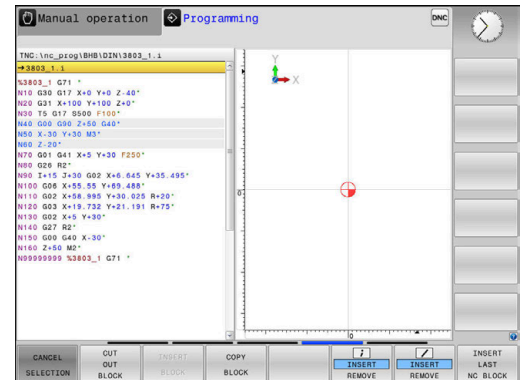 Manual operation
Programming
DNC
TNC:\nc_prog\BHB\DIN\3803_1.i
→3803_1.i
%3803_1 G71 *
N10 G30 G17 X+0 Y+0 Z-40*
N20 G31 X+100 Y+100 Z+0*
N30 T5 G17 S500 F100*
N40 G00 G90 Z+50 G40*
N50 X-30 Y+30 M3*
N60 Z-20*
N70 G01 G41 X+5 Y+30 F250*
N80 G26 R2*
N90 I+15 J+30 G02 X+6.645 Y+35.495*
N100 G06 X+55.55 Y+69.488*
N110 G02 X+58.995 Y+30.025 R+20*
N120 G03 X+19.732 Y+21.191 R+75*
N130 G02 X+5 Y+30*
N140 G27 R2*
N150 G00 G40 X-30*
N160 Z+50 M2*
N99999999 %3803_1 G71 *
Y
X
0
0
CANCEL
SELECTION
CUT
OUT
BLOCK
INSERT
BLOCK
COPY
BLOCK
INSERT
REMOVE
INSERT
REMOVE
INSERT
LAST
NC BLOCK